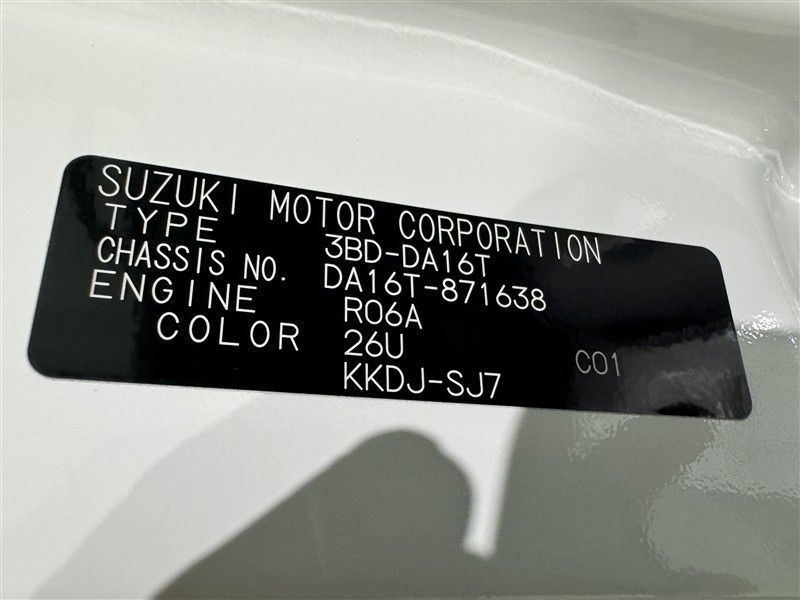 SUZUKI MOTOR CORPORATION
TYPE 3BD-DA16T
CHASSIS NO. DA16T-871638
ENGINE R06A
COLOR 26U C01
KKDJ-SJ7